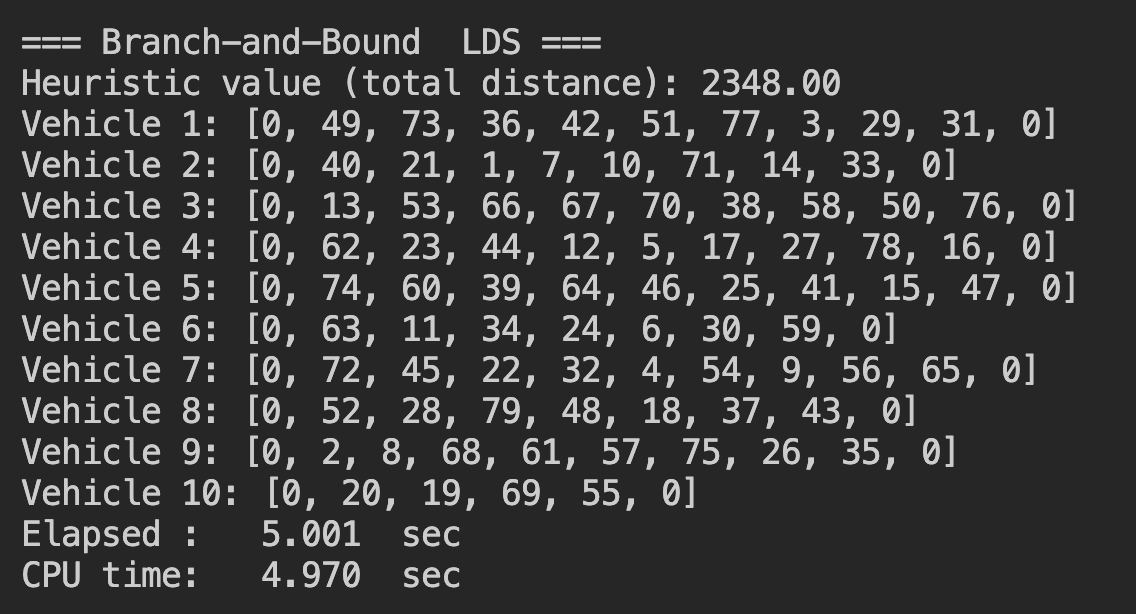 === Branch-and-Bound  LDS ===
Heuristic value (total distance): 2348.00
Vehicle 1: [0, 49, 73, 36, 42, 51, 77, 3, 29, 31, 0]
Vehicle 2: [0, 40, 21, 1, 7, 10, 71, 14, 33, 0]
Vehicle 3: [0, 13, 53, 66, 67, 70, 38, 58, 50, 76, 0]
Vehicle 4: [0, 62, 23, 44, 12, 5, 17, 27, 78, 16, 0]
Vehicle 5: [0, 74, 60, 39, 64, 46, 25, 41, 15, 47, 0]
Vehicle 6: [0, 63, 11, 34, 24, 6, 30, 59, 0]
Vehicle 7: [0, 72, 45, 22, 32, 4, 54, 9, 56, 65, 0]
Vehicle 8: [0, 52, 28, 79, 48, 18, 37, 43, 0]
Vehicle 9: [0, 2, 8, 68, 61, 57, 75, 26, 35, 0]
Vehicle 10: [0, 20, 19, 69, 55, 0]
Elapsed :   5.001  sec
CPU time:   4.970  sec